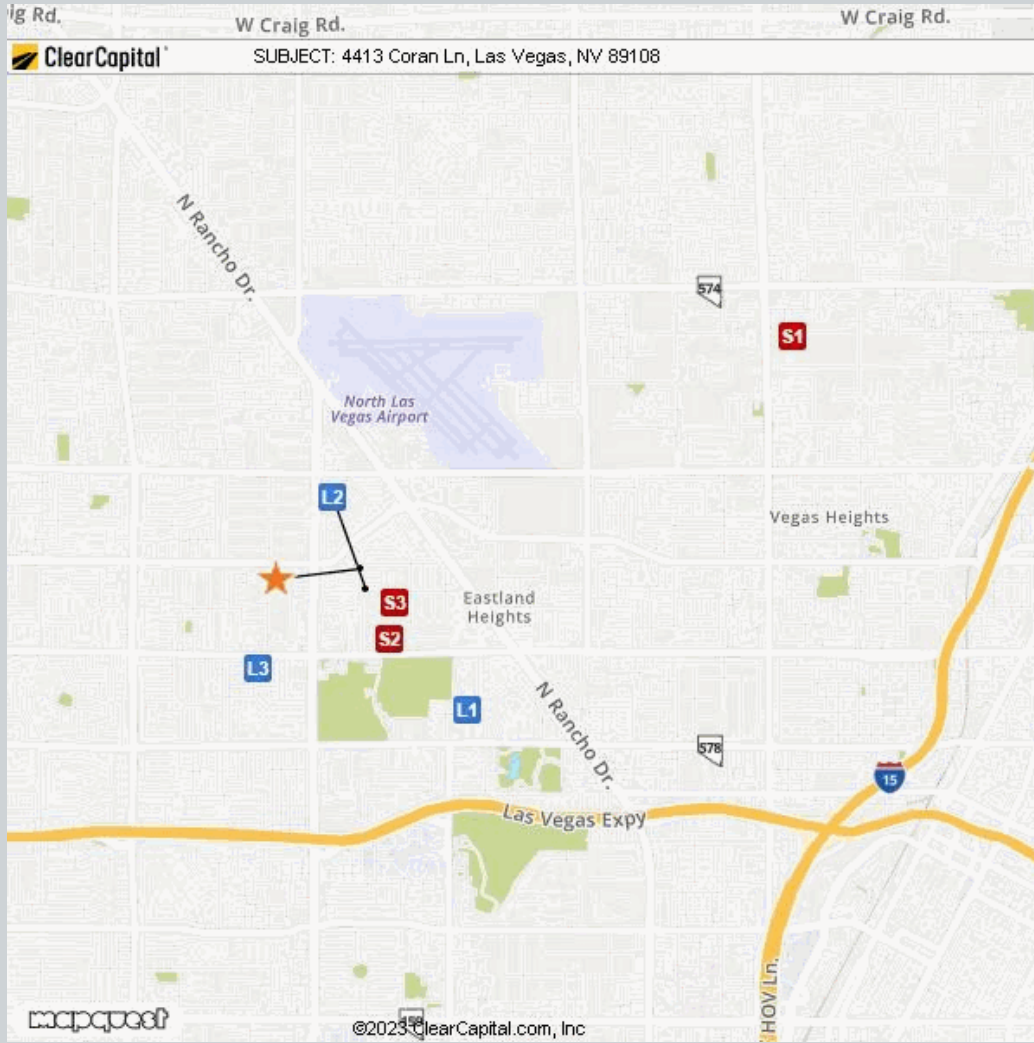 ig Rd.
W Craig Rd.
W Craig Rd.
ClearCapital
SUBJECT: 4413 Coran Ln, Las Vegas, NV 89108
N Rancho Dr.
574
S1
North Las
Vegas Airport
L2
Vegas Heights
S3
Eastland
Heights
S2
L3
L1
N Rancho Dr.
578
15
Las Vegas Expy
HOV Ln.
mapquest
©2023 ClearCapital.com, Inc